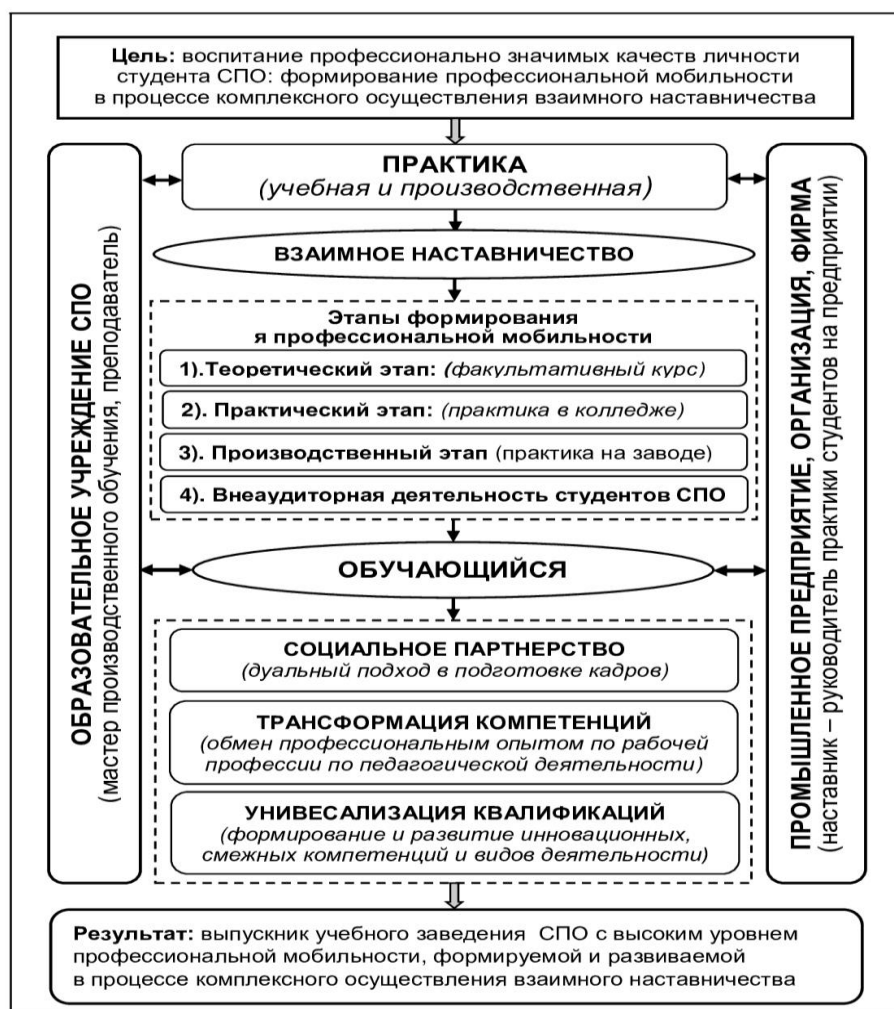 Цель: воспитание профессионально значимых качеств личности
студента СПО: формирование профессиональной мобильности
в процессе комплексного осуществления взаимного наставничества
ОБРАЗОВАТЕЛЬНОЕ УЧРЕЖДЕНИЕ СПО
(мастер производственного обучения, преподаватель)
ПРАКТИКА
(учебная и производственная)
ВЗАИМНОЕ НАСТАВНИЧЕСТВО
Этапы формирования
я профессиональной мобильности
1).Теоретический этап: (факультативный курс)
2). Практический этап: (практика в колледже)
3). Производственный этап (практика на заводе)
4). Внеаудиторная деятельность студентов СПО
ОБУЧАЮЩИЙСЯ
СОЦИАЛЬНОЕ ПАРТНЕРСТВО
(дуальный подход в подготовке кадров)
ТРАНСФОРМАЦИЯ КОМПЕТЕНЦИЙ
(обмен профессиональным опытом по рабочей
профессии по педагогической деятельности)
УНИВЕСАЛИЗАЦИЯ КВАЛИФИКАЦИЙ
(формирование и развитие инновационных,
смежных компетенций и видов деятельности)
ПРОМЫШЛЕННОЕ ПРЕДПРИЯТИЕ, ОРГАНИЗАЦИЯ, ФИРМА
(наставник – руководитель практики студентов на предприятии)
Результат: выпускник учебного заведения СПО с высоким уровнем
профессиональной мобильности, формируемой и развиваемой
в процессе комплексного осуществления взаимного наставничества